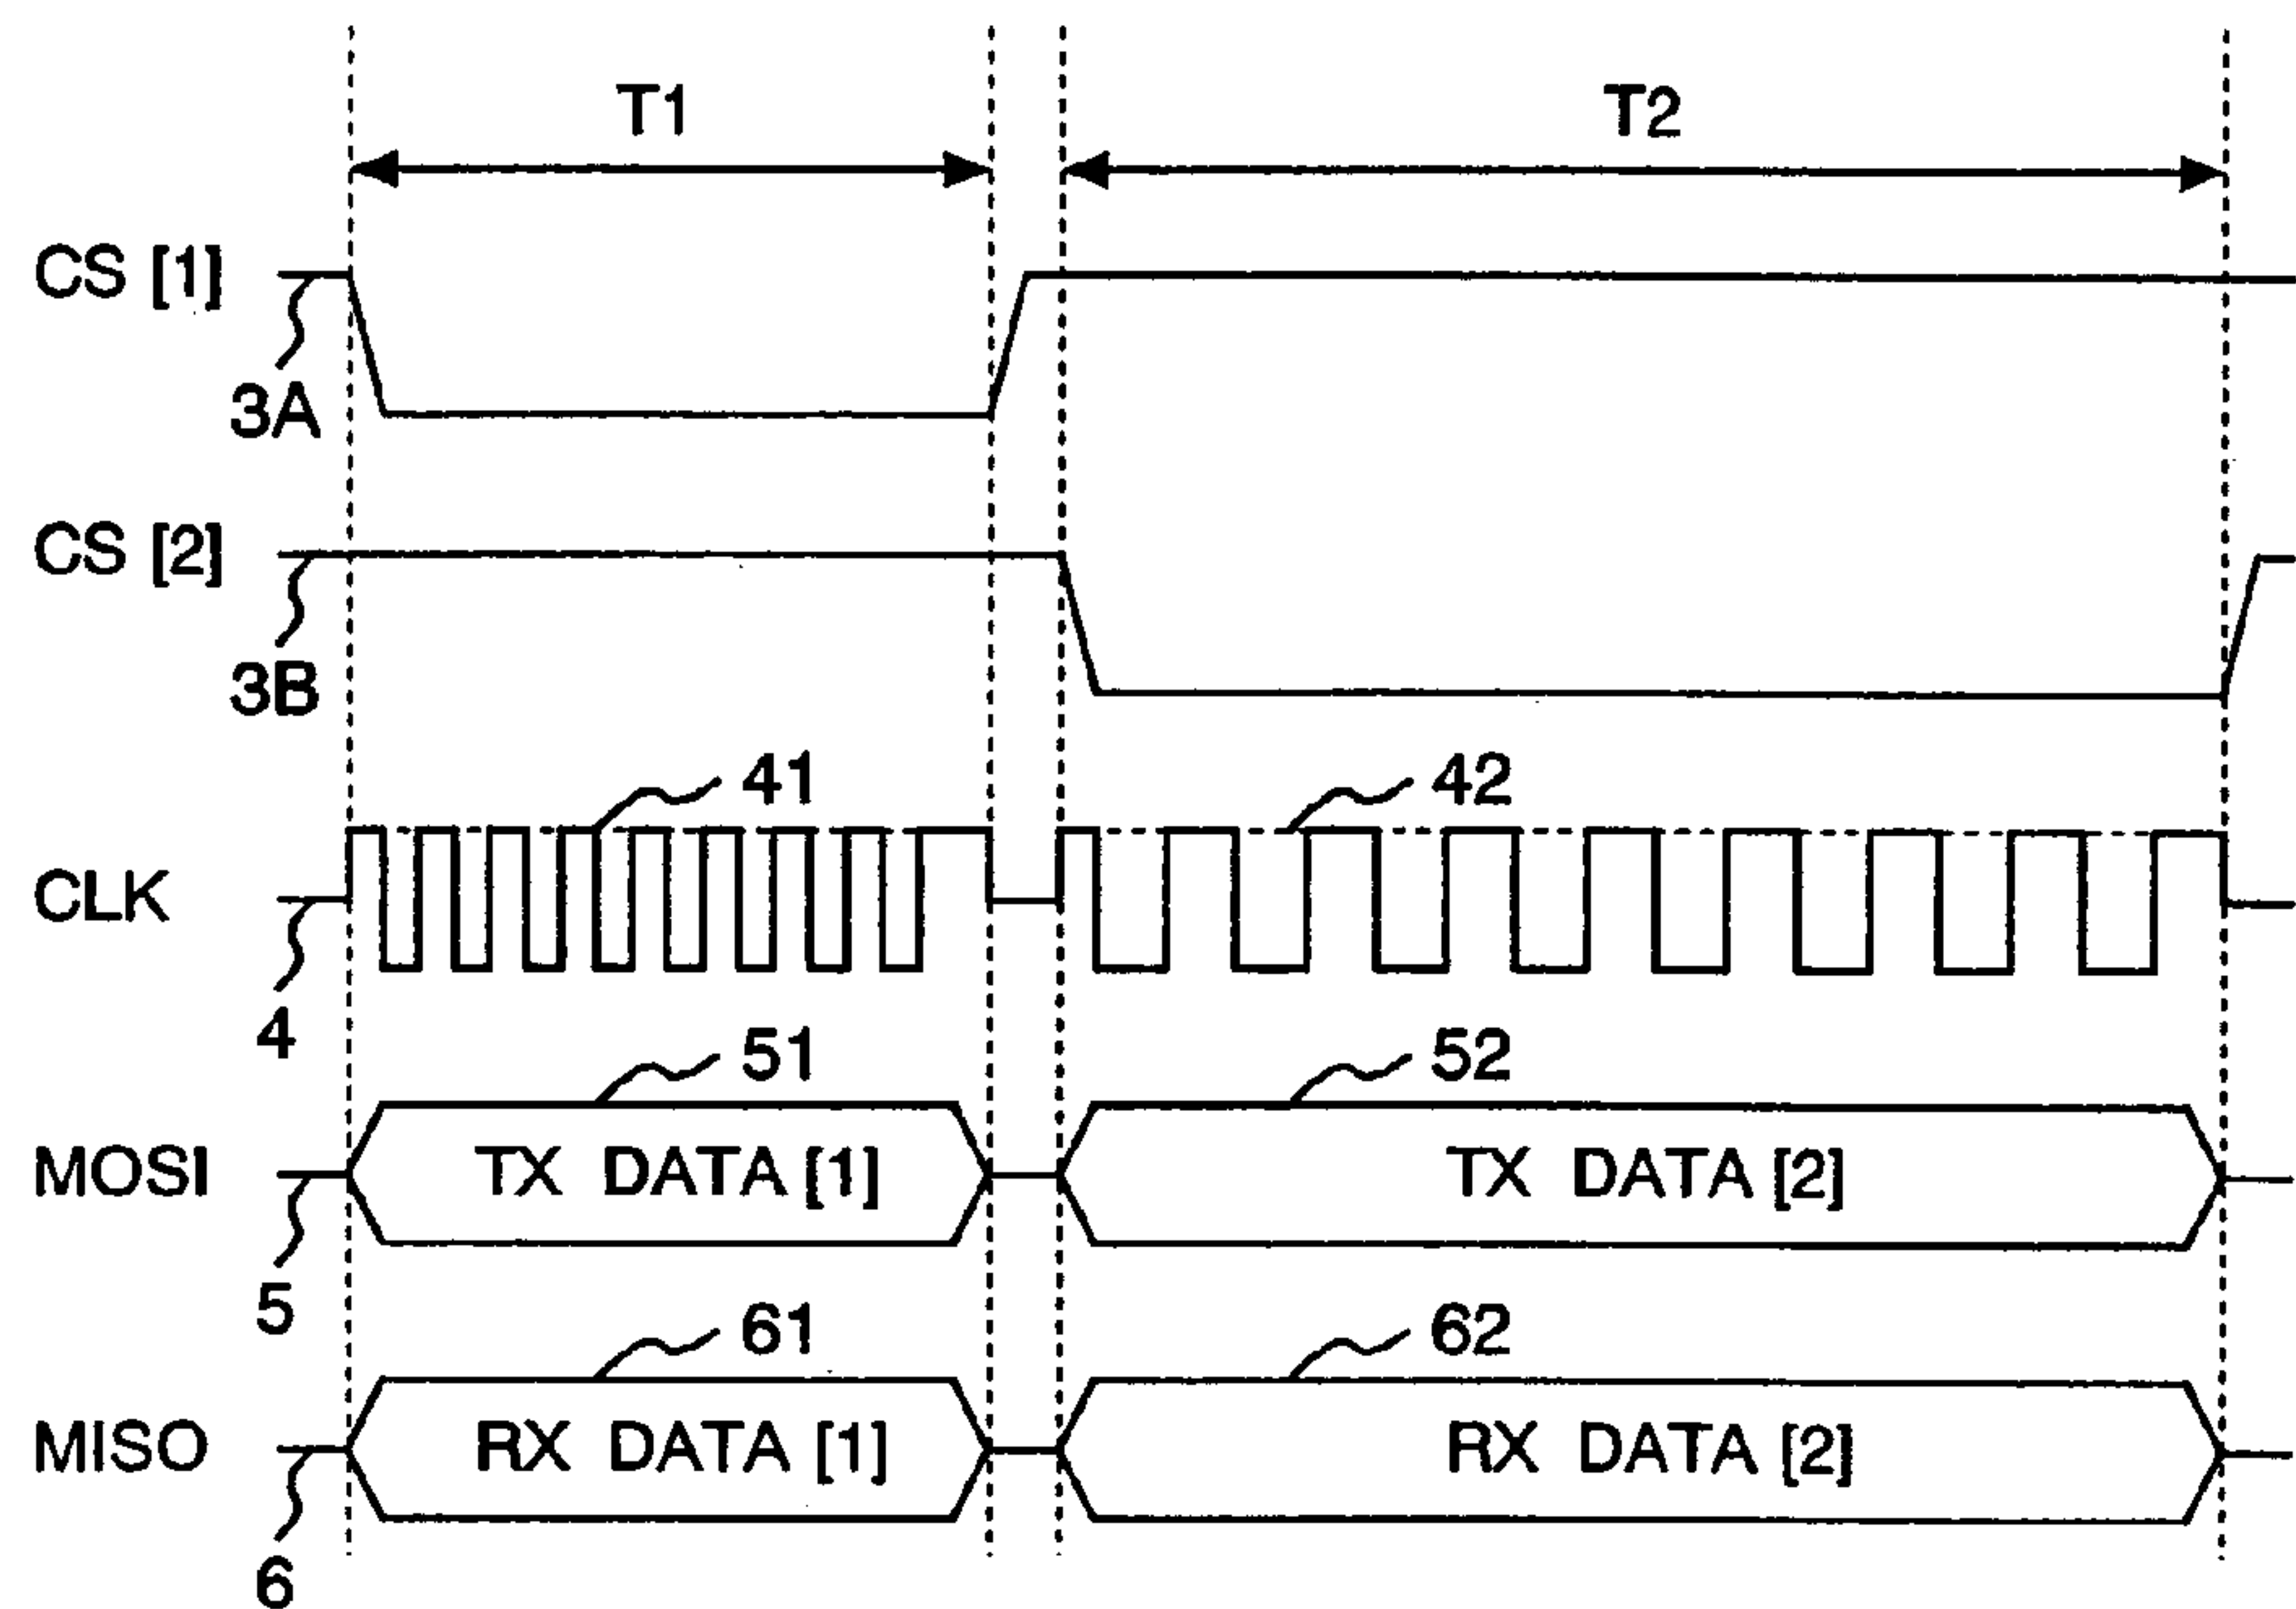 T1
T2
CS [1]
3A
CS [2]
3B
41
42
CLK
4
51
52
MOSI
TX DATA [1]
TX DATA [2]
5
61
62
MISO
RX DATA [1]
RX DATA [2]
6